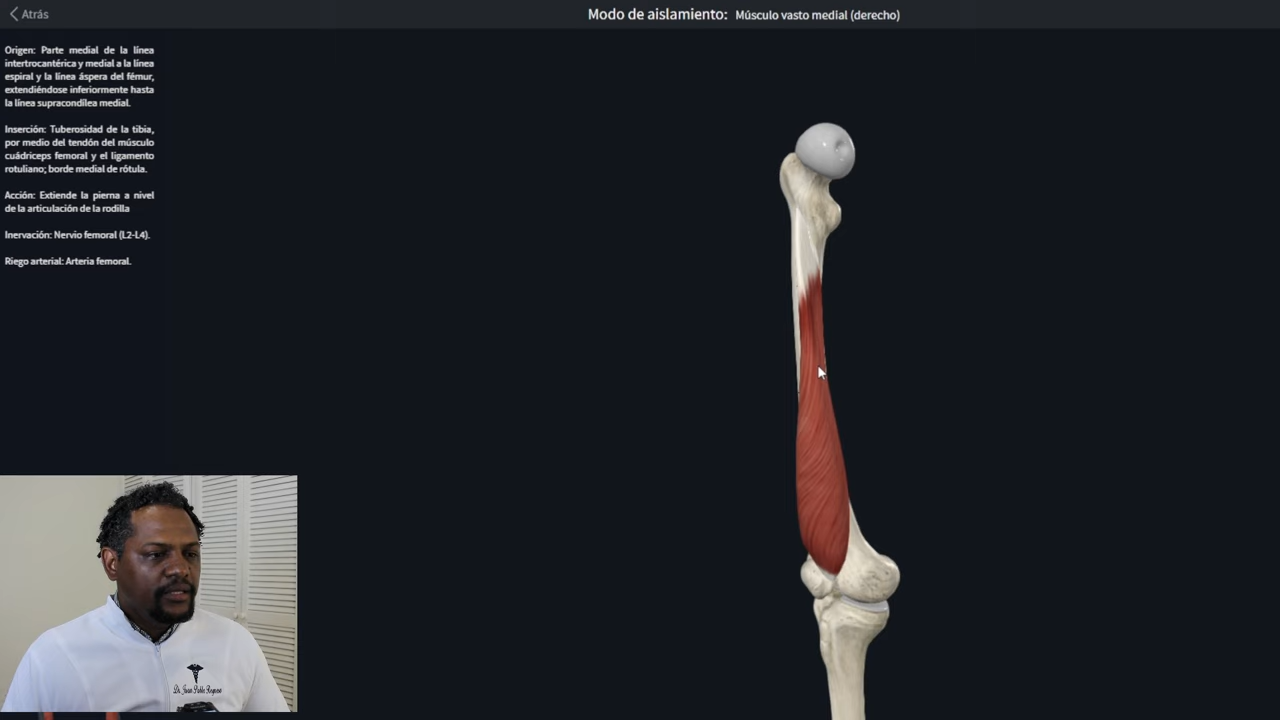 Atrás
Modo de aislamiento: Músculo vasto medial (derecho)
Origen: Parte medial de la línea
intertrocantérica y medial a la línea
espiral y la línea áspera del fémur,
extendiéndose inferiormente hasta
la línea supracondílea medial.
Inserción: Tuberosidad de la tibia,
por medio del tendón del músculo
cuádriceps femoral y el ligamento
rotuliano; borde medial de rótula.
Acción: Extiende la pierna a nivel
de la articulación de la rodilla
Inervación: Nervio femoral (L2-L4).
Riego arterial: Arteria femoral.
Dr. Juan Pablo